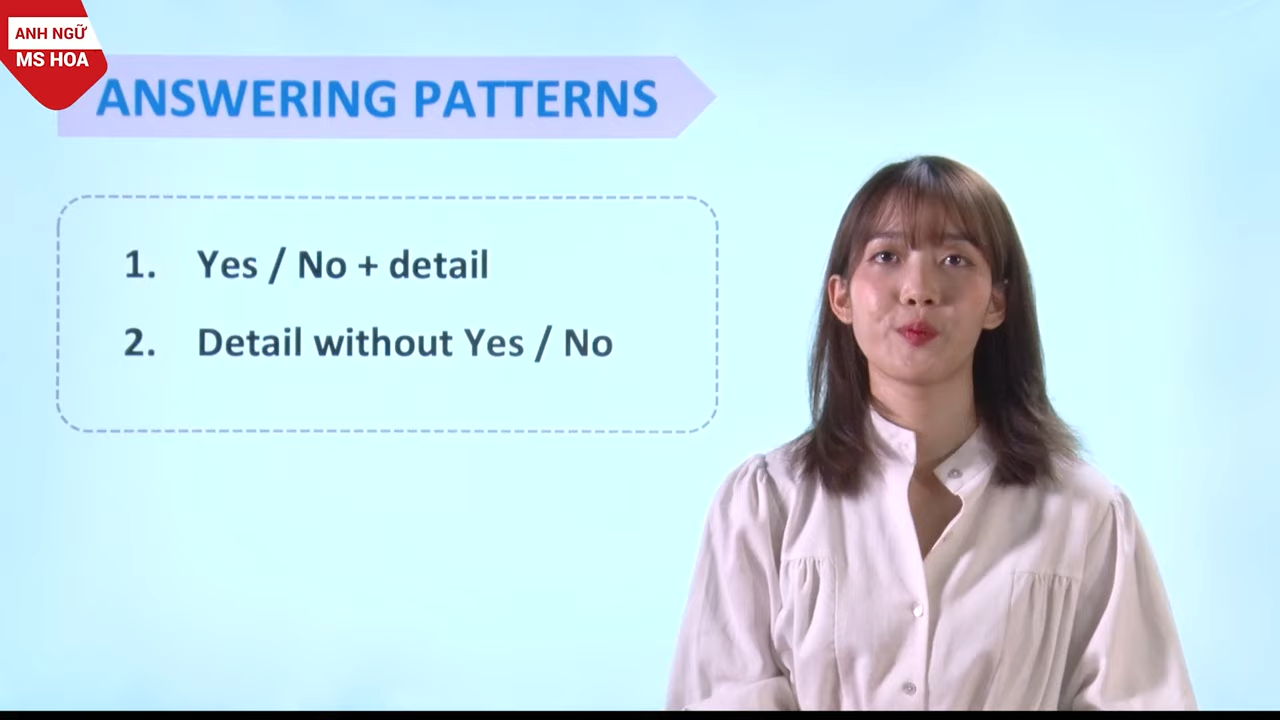 ANH NGỮ
MS HOA
ANSWERING PATTERNS
1. Yes / No + detail
2. Detail without Yes / No